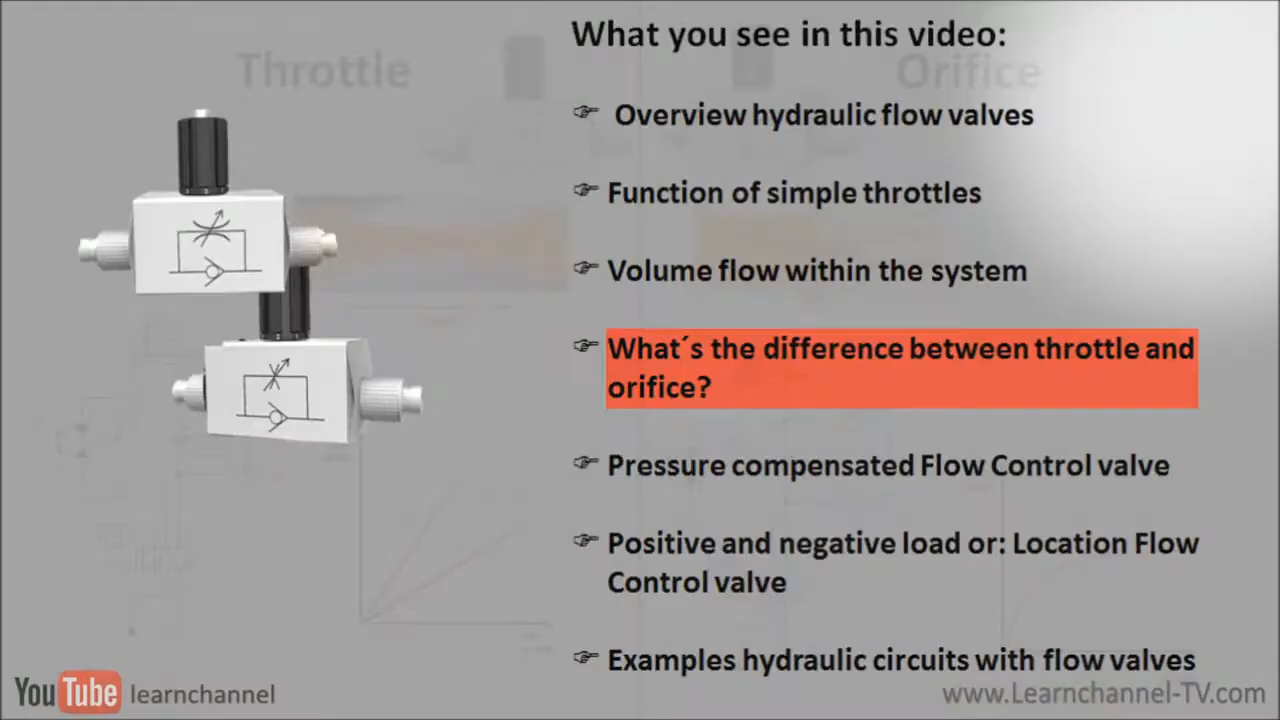 What you see in this video:
Throttle
Orifice
Overview hydraulic flow valves
Function of simple throttles
Volume flow within the system
What´s the difference between throttle and
orifice?
Pressure compensated Flow Control valve
Positive and negative load or: Location Flow
Control valve
Examples hydraulic circuits with flow valves
YouTube learnchannel
www.Learnchannel-TV.com